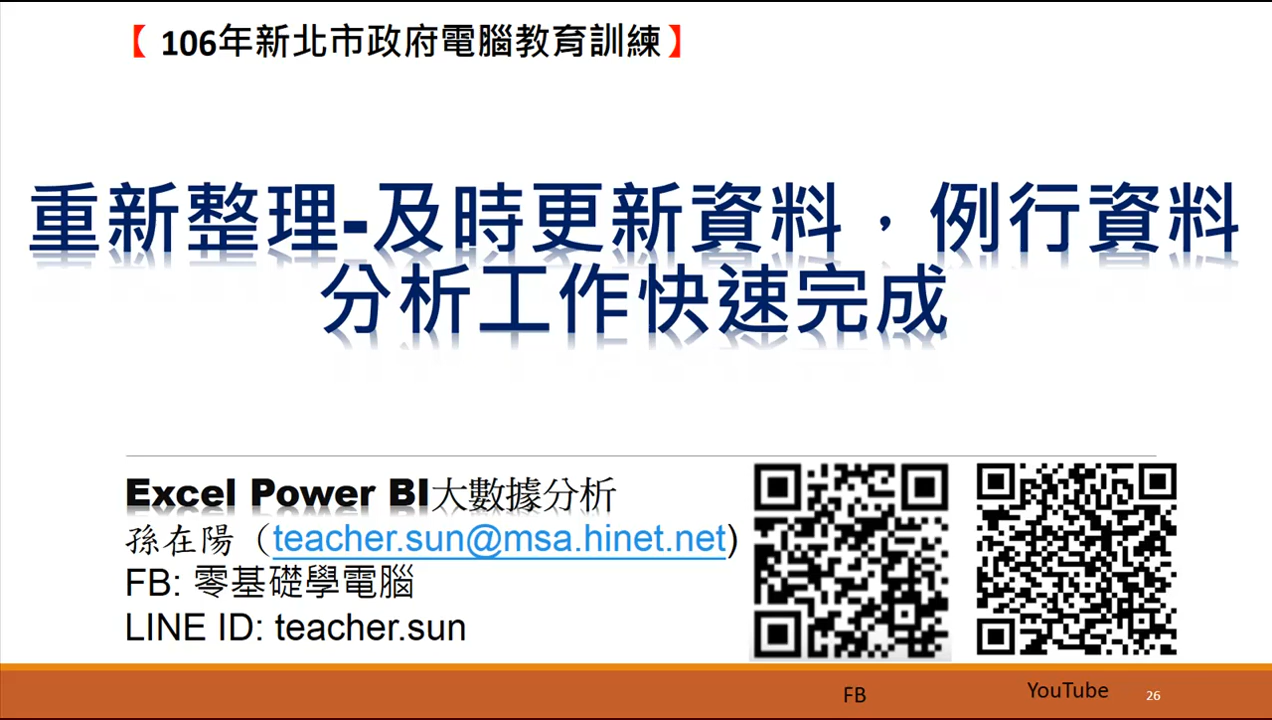 【 106年新北市政府電腦教育訓練】
重新整理-及時更新資料，例行資料
分析工作快速完成
Excel Power BI大數據分析
孫在陽（teacher.sun@msa.hinet.net)
FB: 零基礎學電腦
LINE ID: teacher.sun
FB
YouTube
26